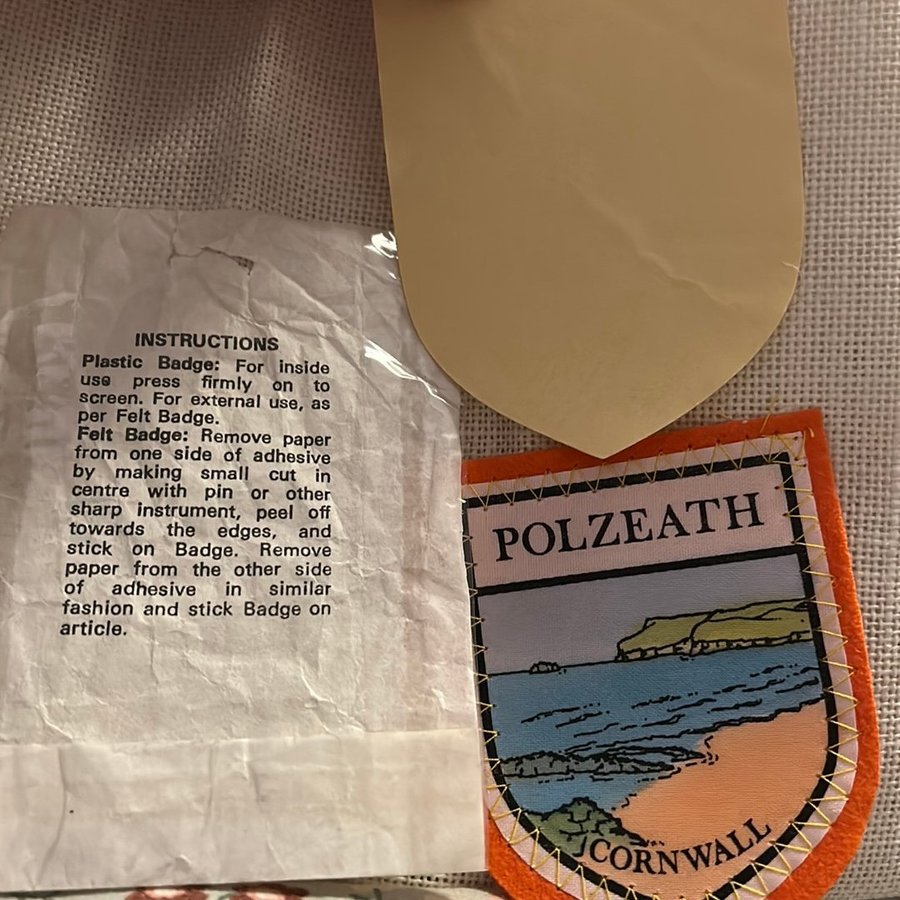 INSTRUCTIONS
Plastic Badge: For inside
use press firmly on to
screen. For external use, as
per Felt Badge.
Felt Badge: Remove paper
from one side of adhesive
by making small cut in
centre with pin or other
sharp instrument, peel off
towards the edges, and
stick on Badge. Remove
paper from the other side
of adhesive in similar
fashion and stick Badge on
article.
POLZEATH
CORNWALL